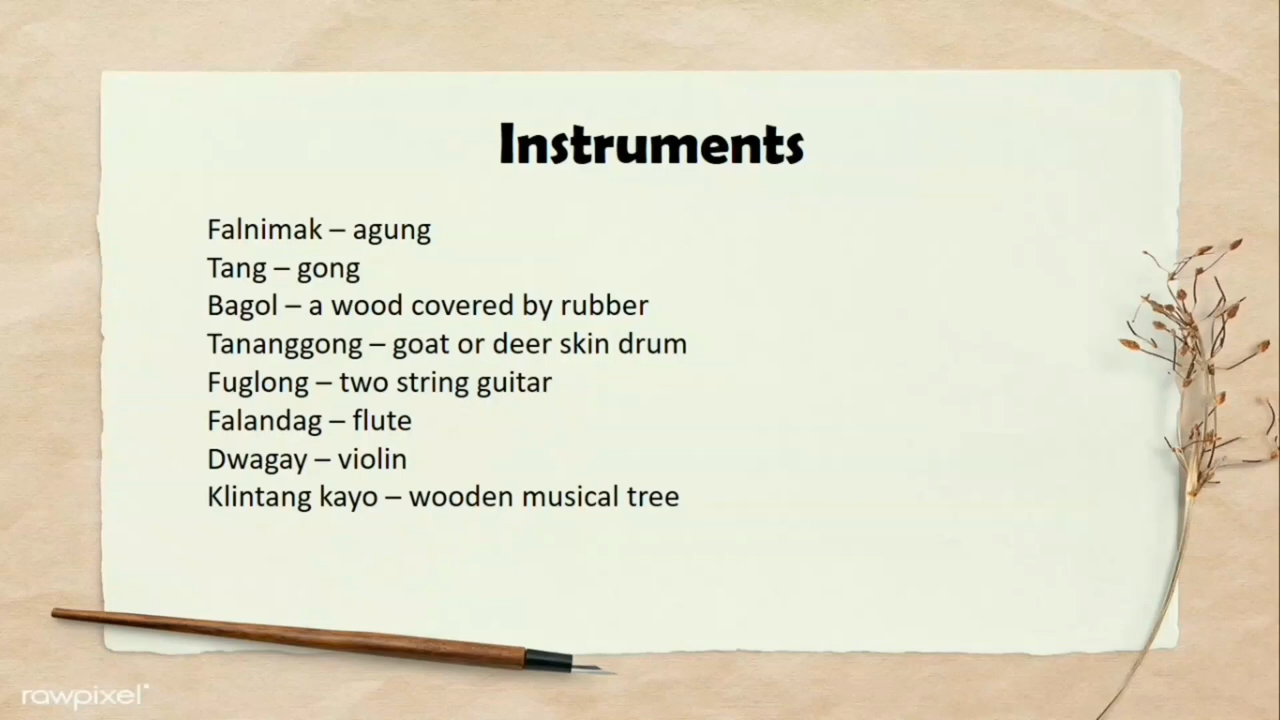 Instruments
Falnimak – agung
Tang – gong
Bagol – a wood covered by rubber
Tananggong – goat or deer skin drum
Fuglong – two string guitar
Falandag – flute
Dwagay – violin
Klintang kayo – wooden musical tree
rawpixel